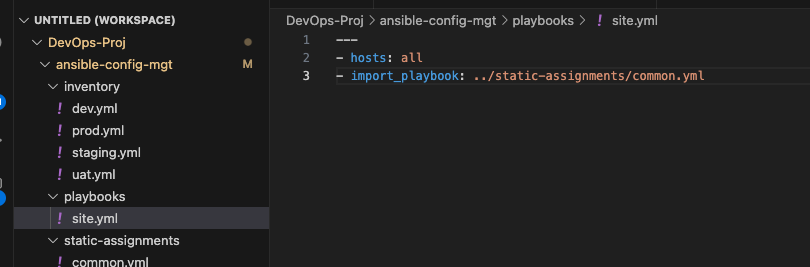 UNTITLED (WORKSPACE)
DevOps-Proj
ansible-config-mgt M
inventory
! dev.yml
! prod.yml
! staging.yml
! uat.yml
playbooks
! site.yml
static-assignments
! common.yml
DevOps-Proj > ansible-config-mgt > playbooks > ! site.yml
1 ---
2 - hosts: all
3 - import_playbook: ../static-assignments/common.yml